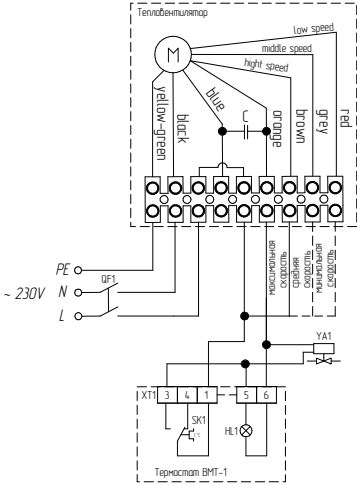 Тепловентилятор
low speed
middle speed
hight speed
M
yellow-green
black
blue
C
orange
brown
grey
red
максимальная
скорость
средняя
скорость
минимальная
скорость
PE
~ 230V N QF1
L
YA1
XT1 3 4 1 5 6
SK1
t°
HL1
Термостат ВМТ-1